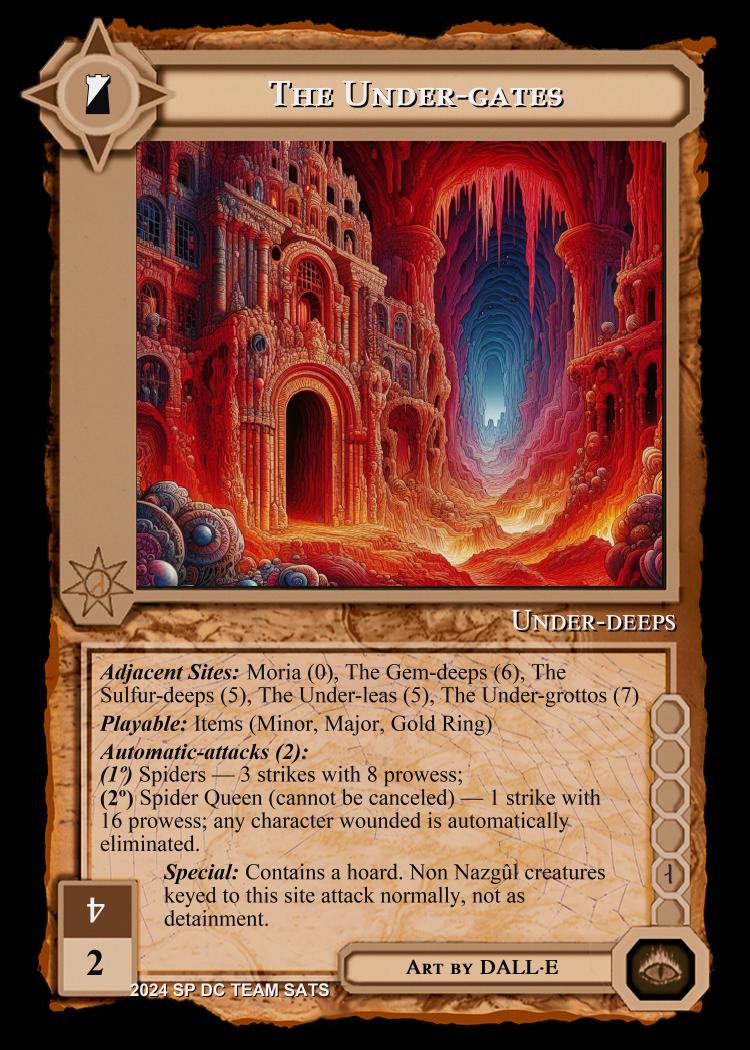 The Under-gates
Under-deeps
Adjacent Sites: Moria (0), The Gem-deeps (6), The
Sulfur-deeps (5), The Under-leas (5), The Under-grottos (7)
Playable: Items (Minor, Major, Gold Ring)
Automatic-attacks (2):
(1º) Spiders — 3 strikes with 8 prowess;
(2º) Spider Queen (cannot be canceled) — 1 strike with
16 prowess; any character wounded is automatically
eliminated.
Special: Contains a hoard. Non Nazgûl creatures
keyed to this site attack normally, not as
detainment.
4
2
Art by DALL·E
2024 SP DC TEAM SATS